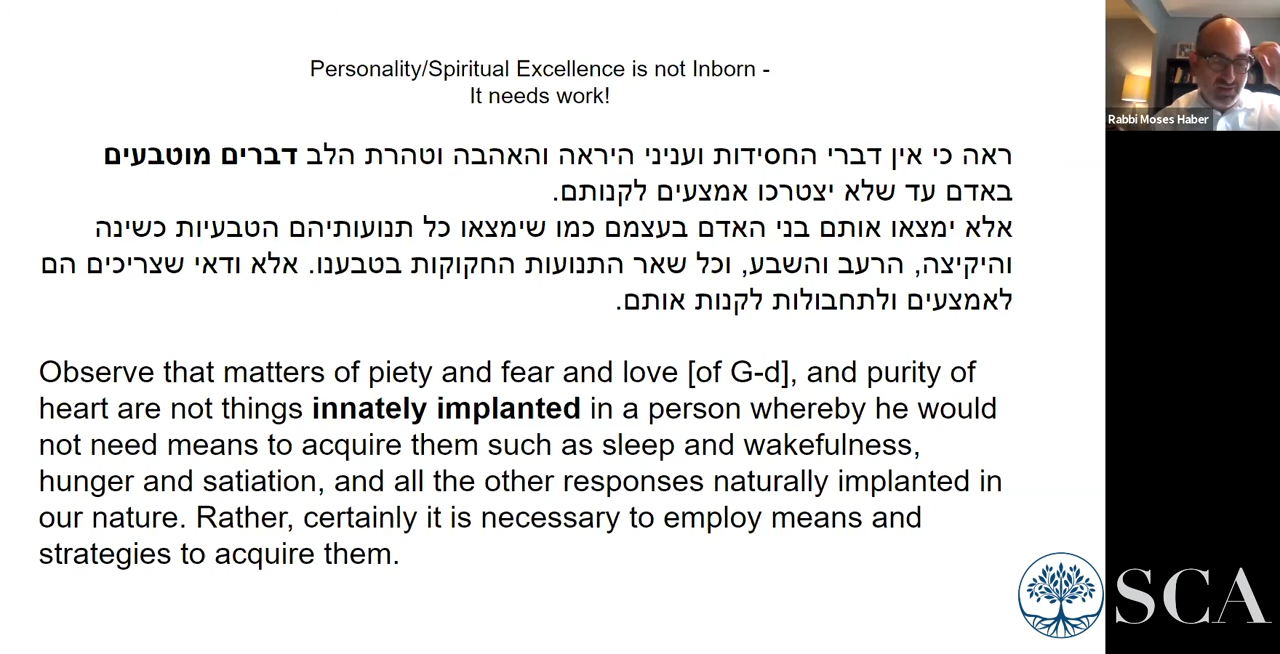 Personality/Spiritual Excellence is not Inborn -
It needs work!
ראה כי אין דברי החסידות ועניני היראה והאהבה וטהרת הלב דברים מוטבעים
באדם עד שלא יצטרכו אמצעים לקנותם.
אלא ימצאו אותם בני האדם בעצמם כמו שימצאו כל תנועותיהם הטבעיות כשינה
והיקיצה, הרעב והשבע, וכל שאר התנועות החקוקות בטבענו. אלא ודאי שצריכים הם
לאמצעים ולתחבולות לקנות אותם.
Observe that matters of piety and fear and love [of G-d], and purity of
heart are not things innately implanted in a person whereby he would
not need means to acquire them such as sleep and wakefulness,
hunger and satiation, and all the other responses naturally implanted in
our nature. Rather, certainly it is necessary to employ means and
strategies to acquire them.
Rabbi Moses Haber
SCA